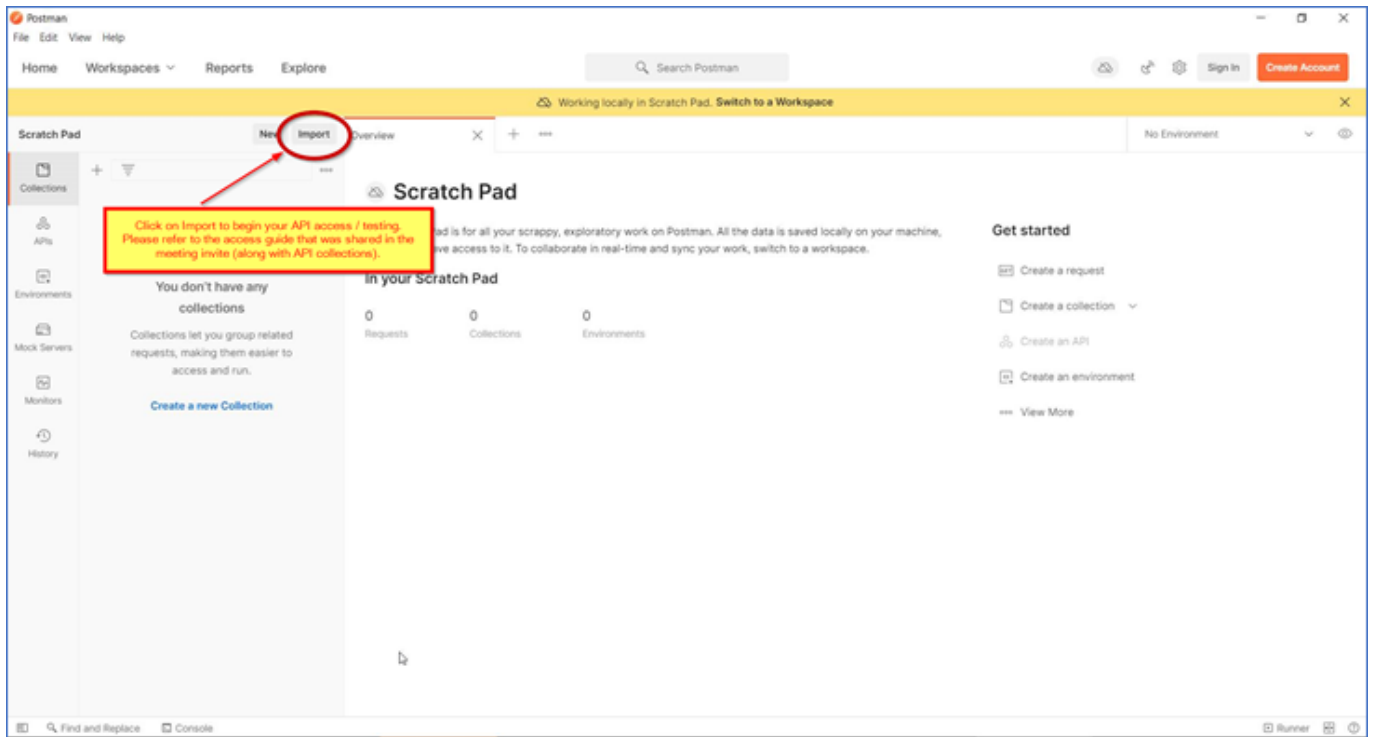 Postman
File Edit View Help
Home Workspaces Reports Explore Search Postman Sign In Create Account
Working locally in Scratch Pad. Switch to a Workspace
Scratch Pad New Import Overview No Environment
Collections
APIs
Environments
Mock Servers
Monitors
History
Click on Import to begin your API access / testing.
Please refer to the access guide that was shared in the
meeting invite (along with API collections).
You don't have any
collections
Collections let you group related
requests, making them easier to
access and run.
Create a new Collection
Scratch Pad
ad is for all your scrappy, exploratory work on Postman. All the data is saved locally on your machine,
ve access to it. To collaborate in real-time and sync your work, switch to a workspace.
In your Scratch Pad
0 0 0
Requests Collections Environments
Get started
GET Create a request
Create a collection
Create an API
Create an environment
View More
Find and Replace Console Runner